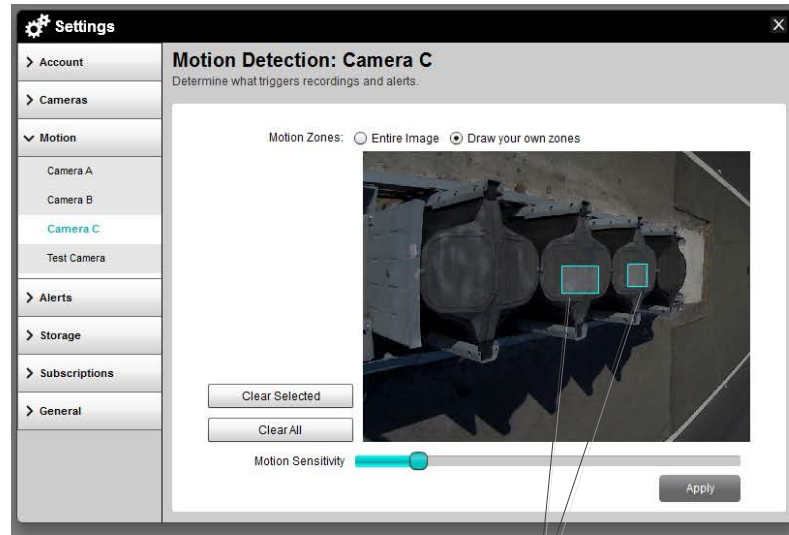 Settings
X
Account
Cameras
Motion
Camera A
Camera B
Camera C
Test Camera
Alerts
Storage
Subscriptions
General
Motion Detection: Camera C
Determine what triggers recordings and alerts.
Motion Zones: Entire Image Draw your own zones
Clear Selected
Clear All
Motion Sensitivity
Apply